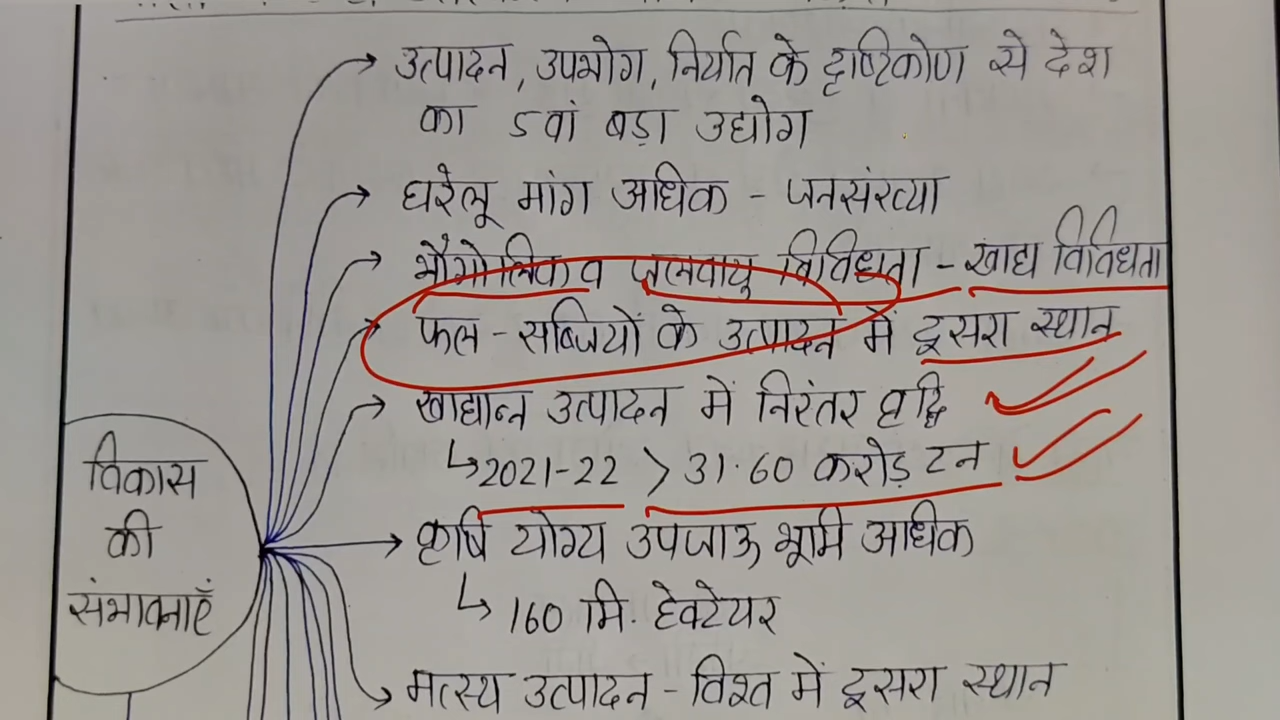 उत्पादन, उपभोग, निर्यात के दृष्टिकोण से देश
का 5वां बड़ा उद्योग
घरेलू मांग अधिक - जनसंख्या
भौगोलिक व जलवायु विविधता - खाद्य विविधता
फल - सब्जियों के उत्पादन में दूसरा स्थान
खाद्यान्न उत्पादन में निरंतर वृद्धि
↳ 2021-22 > 31.60 करोड़ टन
कृषि योग्य उपजाऊ भूमि अधिक
↳ 160 मि. हेक्टेयर
मत्स्य उत्पादन - विश्व में दूसरा स्थान
विकास
की
संभावनाएँ